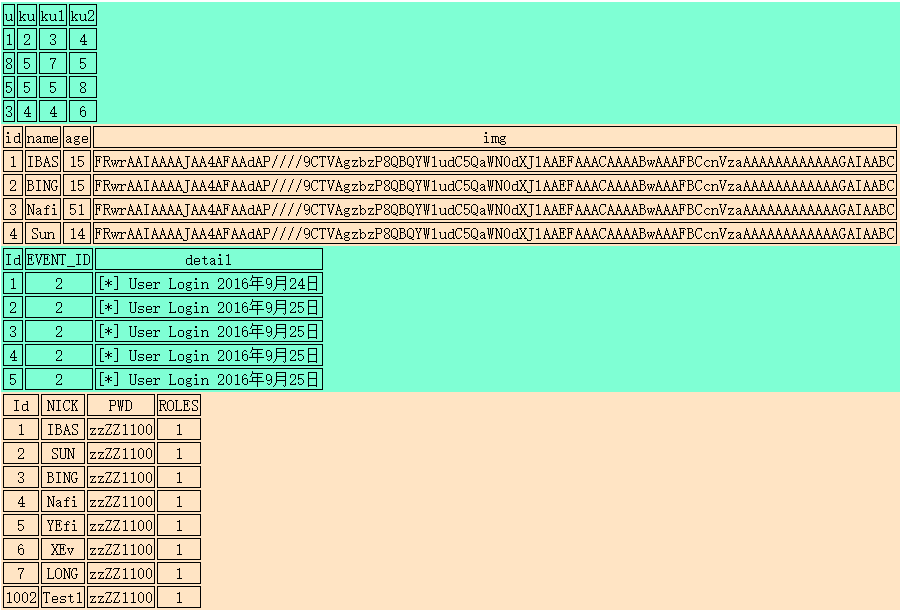 u ku ku1 ku2
1 2 3 4
8 5 7 5
5 5 5 8
3 4 4 6
id name age img
1 IBAS 15 FRwrAAIAAAAJAA4AFAAdAP////9CTVAgzbzP8QBQYW1udC5QaWN0dXJ1AAEFAAACAAAABwAAAFBCcnVzaAAAAAAAAAAAAGAIAABC
2 BING 15 FRwrAAIAAAAJAA4AFAAdAP////9CTVAgzbzP8QBQYW1udC5QaWN0dXJ1AAEFAAACAAAABwAAAFBCcnVzaAAAAAAAAAAAAGAIAABC
3 Nafi 51 FRwrAAIAAAAJAA4AFAAdAP////9CTVAgzbzP8QBQYW1udC5QaWN0dXJ1AAEFAAACAAAABwAAAFBCcnVzaAAAAAAAAAAAAGAIAABC
4 Sun 14 FRwrAAIAAAAJAA4AFAAdAP////9CTVAgzbzP8QBQYW1udC5QaWN0dXJ1AAEFAAACAAAABwAAAFBCcnVzaAAAAAAAAAAAAGAIAABC
Id EVENT_ID detail
1 2 [*] User Login 2016年9月24日
2 2 [*] User Login 2016年9月25日
3 2 [*] User Login 2016年9月25日
4 2 [*] User Login 2016年9月25日
5 2 [*] User Login 2016年9月25日
Id NICK PWD ROLES
1 IBAS zzZZ1100 1
2 SUN zzZZ1100 1
3 BING zzZZ1100 1
4 Nafi zzZZ1100 1
5 YEfi zzZZ1100 1
6 XEv zzZZ1100 1
7 LONG zzZZ1100 1
1002 Test1 zzZZ1100 1